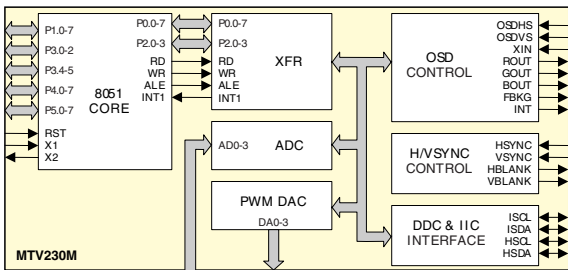 P1.0-7
P3.0-2
P3.4-5
P4.0-7
P5.0-7
RST
X1
X2
8051
CORE
P0.0-7
P2.0-3
RD
WR
ALE
INT1
P0.0-7
P2.0-3
RD
WR
ALE
INT1
XFR
AD0-3
ADC
PWM DAC
DA0-3
OSD
CONTROL
OSDHS
OSDVS
XIN
ROUT
GOUT
BOUT
FBKG
INT
H/VSYNC
CONTROL
HSYNC
VSYNC
HBLANK
VBLANK
DDC & IIC
INTERFACE
ISCL
ISDA
HSCL
HSDA
MTV230M